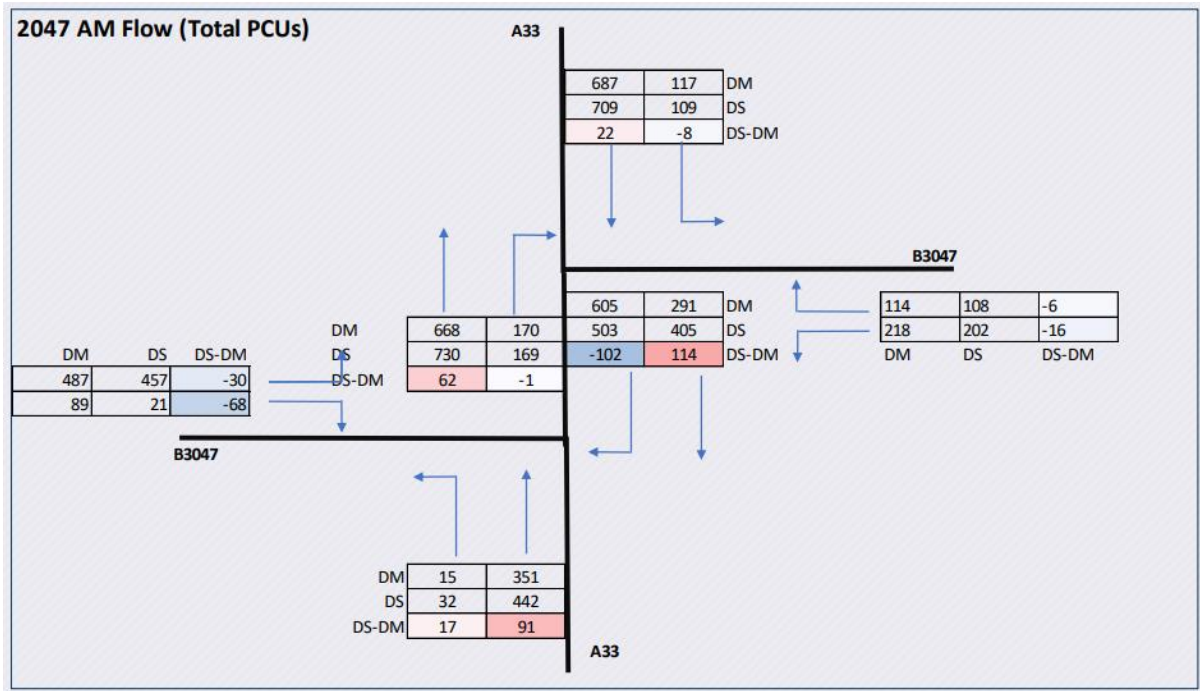 2047 AM Flow (Total PCUs)
A33
687 117 DM
709 109 DS
22 -8 DS-DM
B3047
605 291 DM
503 405 DS
-102 114 DS-DM
114 108 -6
218 202 -16
DM DS DS-DM
DM 668 170
DS 730 169
DS-DM 62 -1
DM DS DS-DM
487 457 -30
89 21 -68
B3047
DM 15 351
DS 32 442
DS-DM 17 91
A33